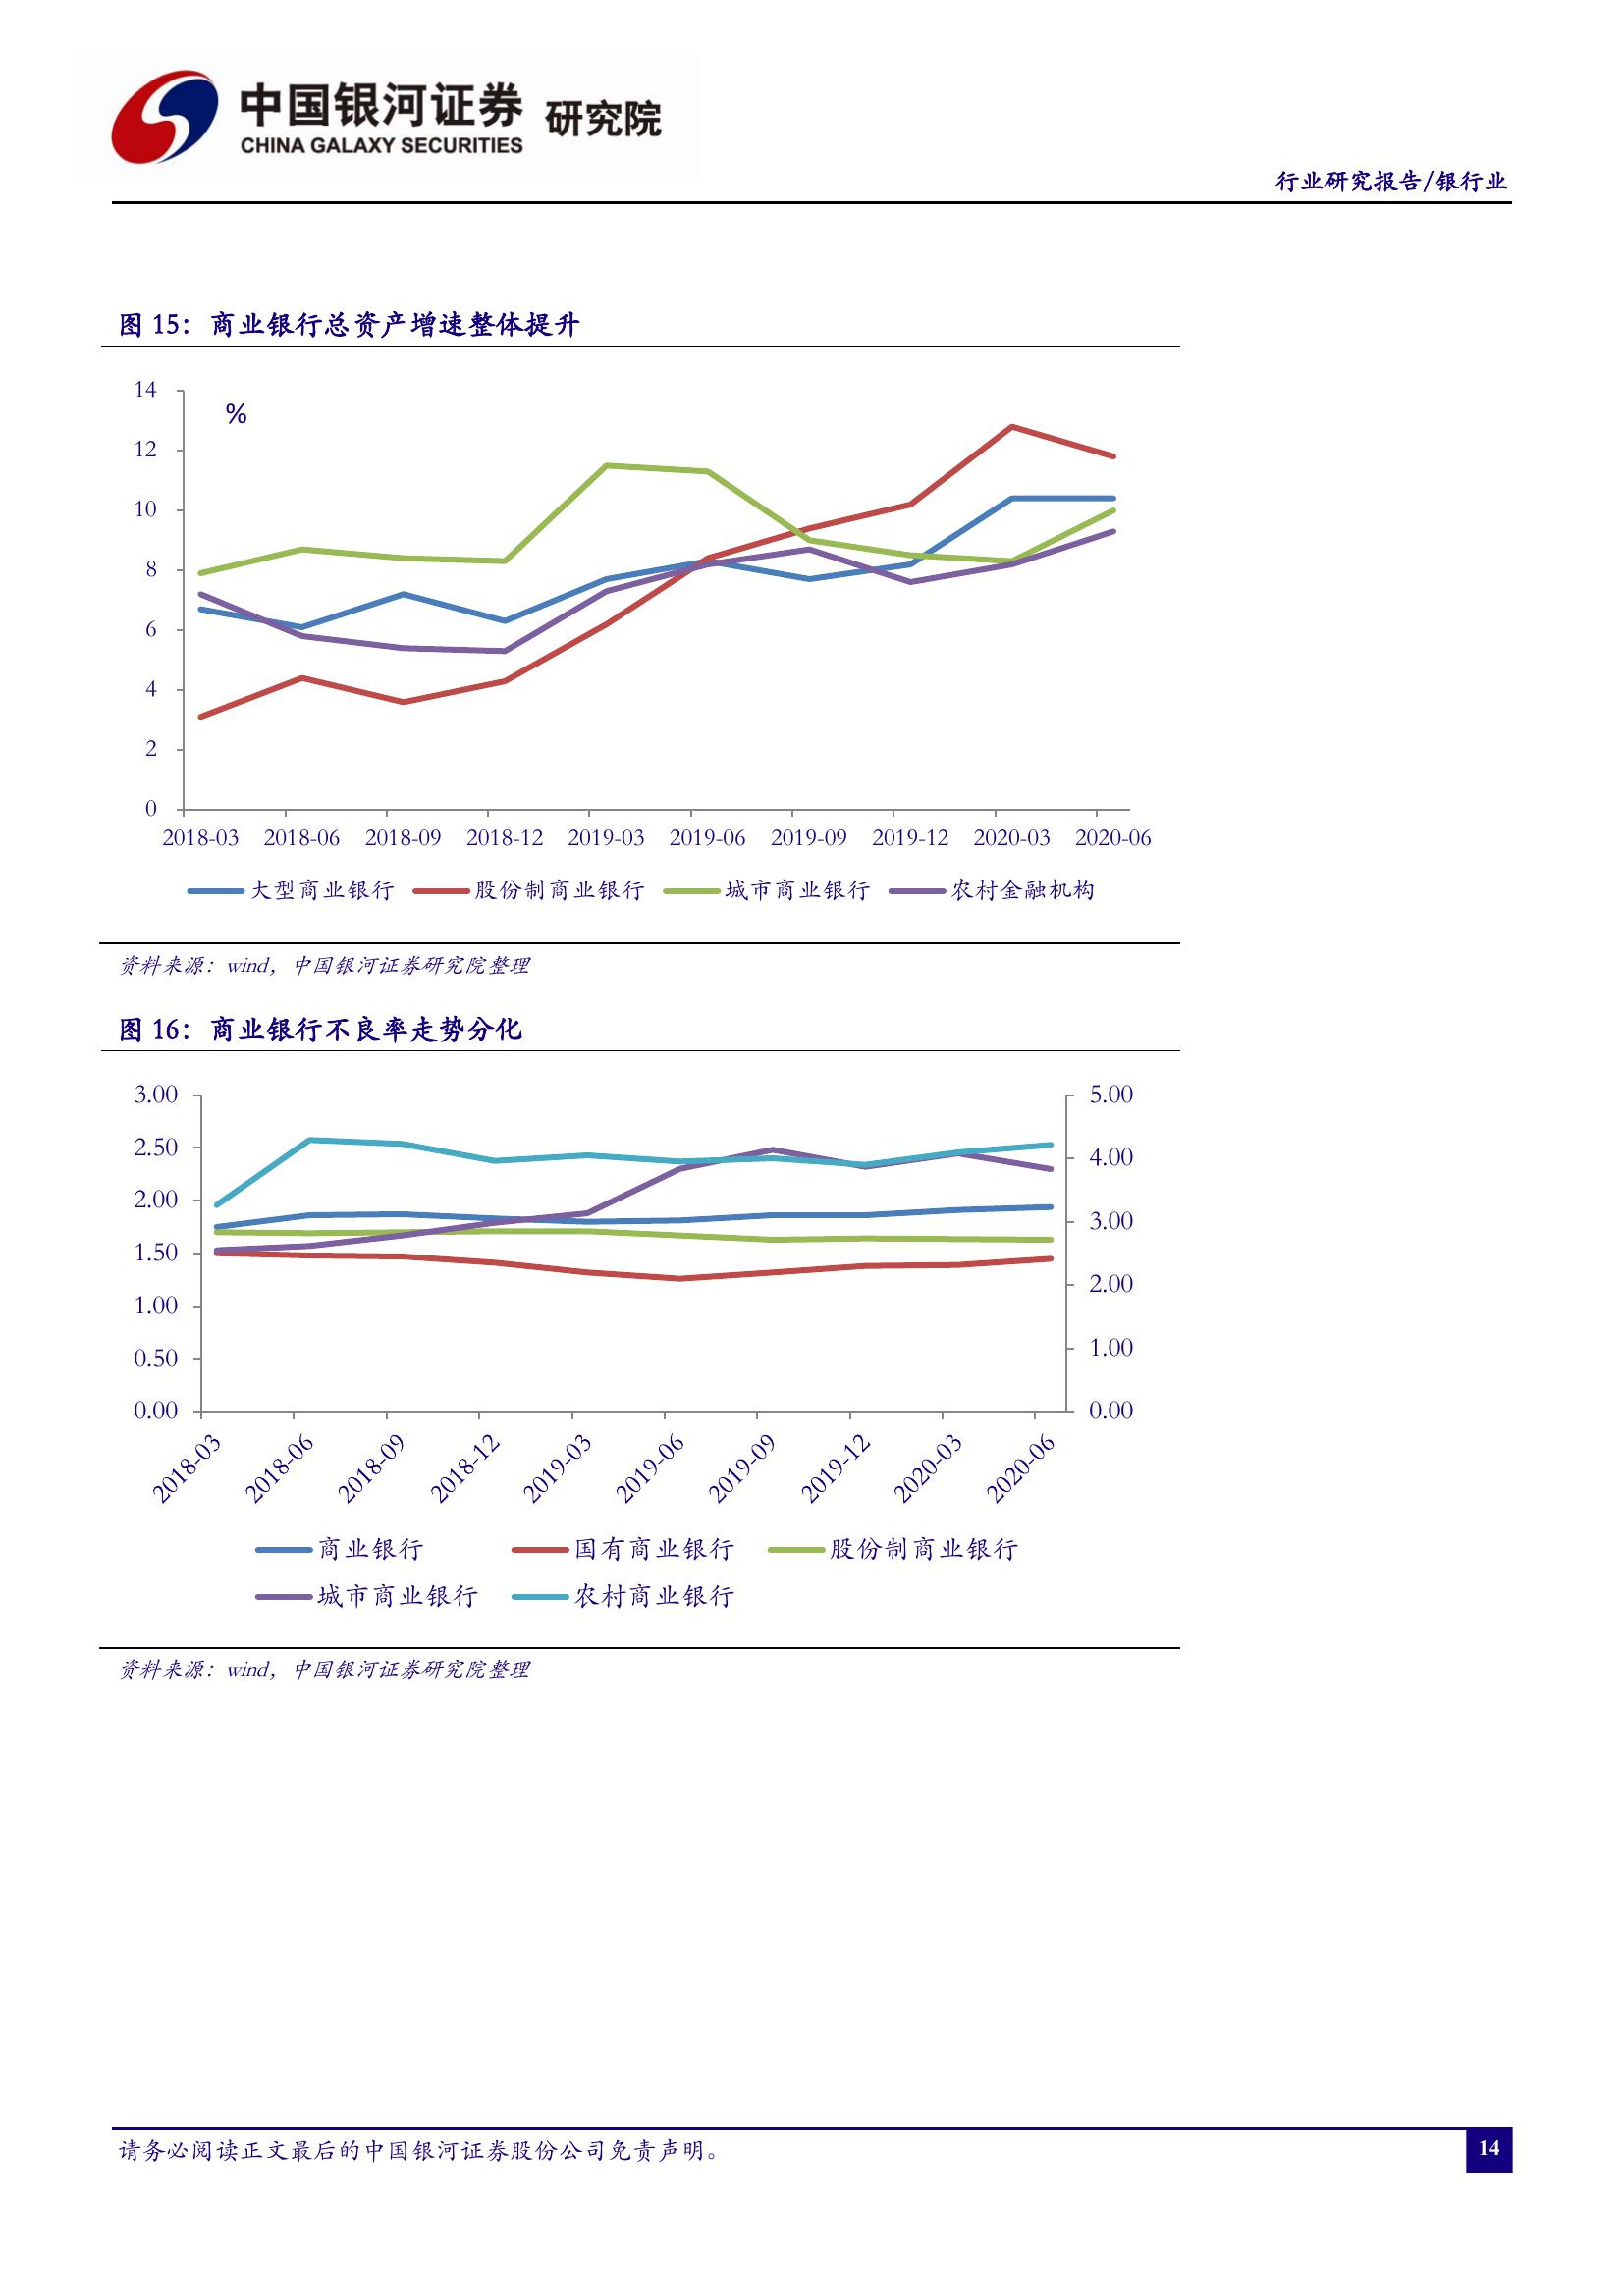 中国银河证券 研究院
CHINA GALAXY SECURITIES
行业研究报告/银行业
图 15：商业银行总资产增速整体提升
%
14
12
10
8
6
4
2
0
2018-03 2018-06 2018-09 2018-12 2019-03 2019-06 2019-09 2019-12 2020-03 2020-06
大型商业银行 股份制商业银行 城市商业银行 农村金融机构
资料来源：wind，中国银河证券研究院整理
图 16：商业银行不良率走势分化
3.00 5.00
2.50 4.00
2.00 3.00
1.50 2.00
1.00 1.00
0.50
0.00 0.00
2018-03 2018-06 2018-09 2018-12 2019-03 2019-06 2019-09 2019-12 2020-03 2020-06
商业银行 国有商业银行 股份制商业银行
城市商业银行 农村商业银行
资料来源：wind，中国银河证券研究院整理
请务必阅读正文最后的中国银河证券股份公司免责声明。 14